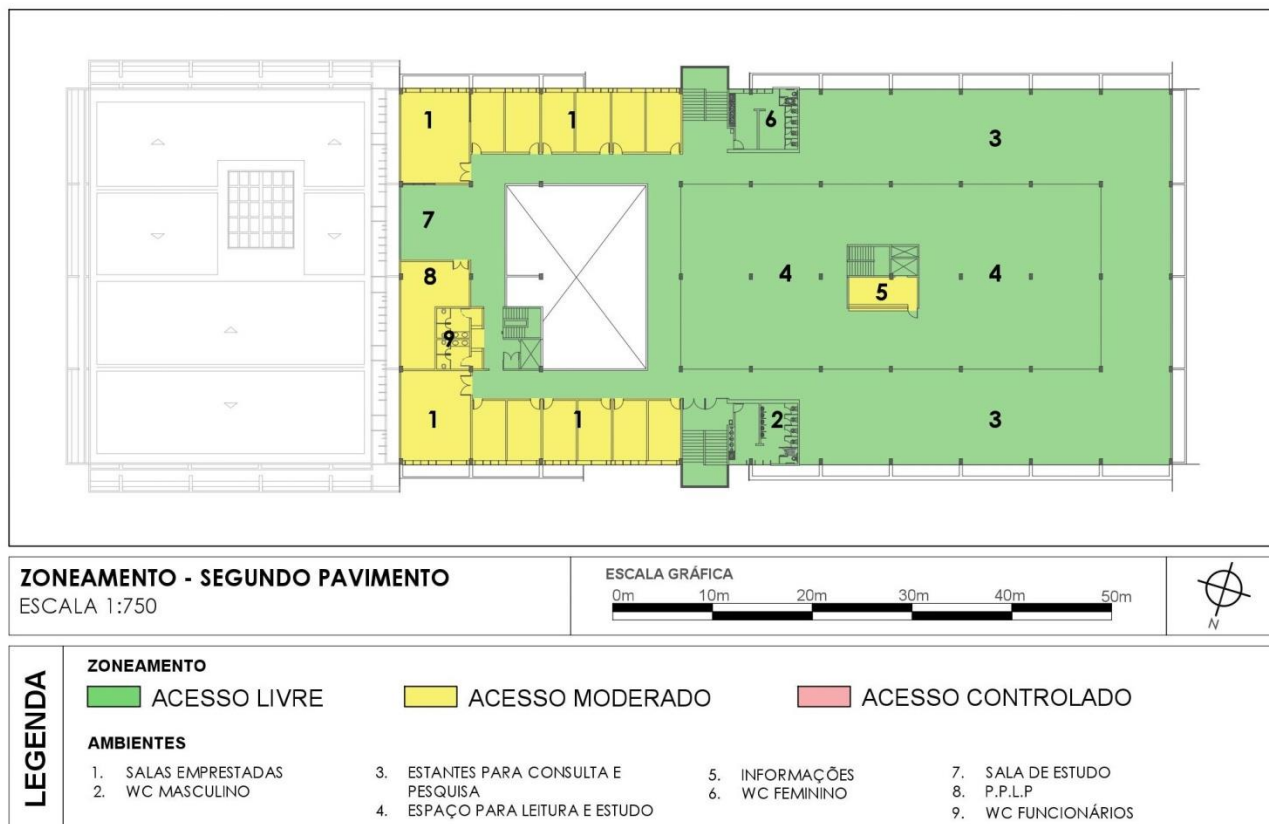 1
1
6
3
7
8
4
4
5
9
1
1
2
3
ZONEAMENTO - SEGUNDO PAVIMENTO
ESCALA 1:750
ESCALA GRÁFICA
0m 10m 20m 30m 40m 50m
N
LEGENDA
ZONEAMENTO
ACESSO LIVRE
ACESSO MODERADO
ACESSO CONTROLADO
AMBIENTES
1. SALAS EMPRESTADAS
2. WC MASCULINO
3. ESTANTES PARA CONSULTA E
PESQUISA
4. ESPAÇO PARA LEITURA E ESTUDO
5. INFORMAÇÕES
6. WC FEMININO
7. SALA DE ESTUDO
8. P.P.L.P
9. WC FUNCIONÁRIOS